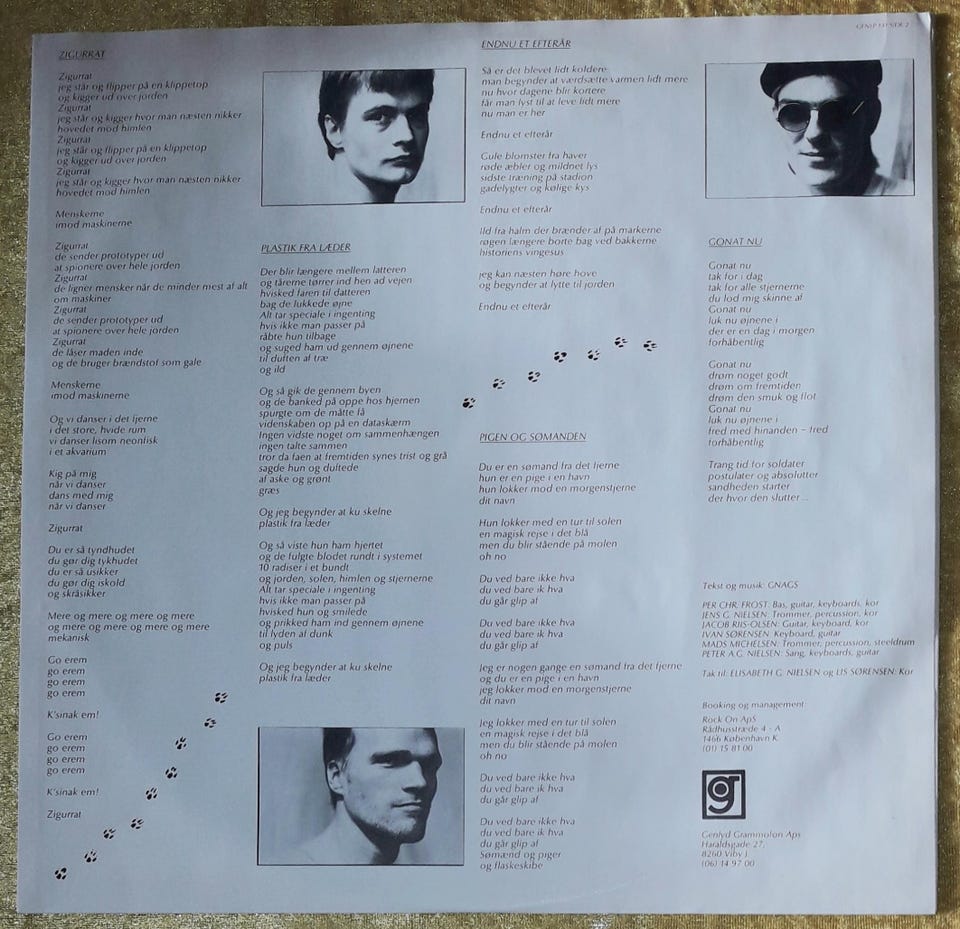 GENLP 131 SIDE 2
ZIGURRAT
Zigurrat
jeg står og flipper på en klippetop
og kigger ud over jorden
Zigurrat
jeg står og kigger hvor man næsten nikker
hovedet mod himlen
Zigurrat
jeg står og flipper på en klippetop
og kigger ud over jorden
Zigurrat
jeg står og kigger hvor man næsten nikker
hovedet mod himlen
Menskerne
imod maskinerne
Zigurrat
de sender prototyper ud
at spionere over hele jorden
Zigurrat
de ligner mensker når de minder mest af alt
om maskiner
Zigurrat
de sender prototyper ud
at spionere over hele jorden
Zigurrat
de låser maden inde
og de bruger brændstof som gale
Menskerne
imod maskinerne
Og vi danser i det fjerne
i det store, hvide rum
vi danser lisom neonfisk
i et akvarium
Kig på mig
når vi danser
dans med mig
når vi danser
Zigurrat
Du er så tyndhudet
du gør dig tykhudet
du er så usikker
du gør dig iskold
og skråsikker
Mere og mere og mere og mere
og mere og mere og mere og mere
mekanisk
Go erem
go erem
go erem
go erem
K'sinak em!
Go erem
go erem
go erem
go erem
K'sinak em!
Zigurrat
PLASTIK FRA LÆDER
Der blir længere mellem latteren
og tårerne tørrer ind hen ad vejen
hvisked faren til datteren
bag de lukkede øjne
Alt tar speciale i ingenting
hvis ikke man passer på
råbte hun tilbage
og suged ham ud gennem øjnene
til duften af træ
og ild
Og så gik de gennem byen
og de banked på oppe hos hjernen
spurgte om de måtte få
videnskaben op på en dataskærm
Ingen vidste noget om sammenhængen
ingen talte sammen
tror da faen at fremtiden synes trist og grå
sagde hun og duftede
af aske og grønt
græs
Og jeg begynder at ku skelne
plastik fra læder
Og så viste hun ham hjertet
og de fulgte blodet rundt i systemet
10 radiser i et bundt
og jorden, solen, himlen og stjernerne
Alt tar speciale i ingenting
hvis ikke man passer på
hvisked hun og smilede
og prikked ham ind gennem øjnene
til lyden af dunk
og puls
Og jeg begynder at ku skelne
plastik fra læder
ENDNU ET EFTERÅR
Så er det blevet lidt koldere
man begynder at værdsætte varmen lidt mere
nu hvor dagene blir kortere
får man lyst til at leve lidt mere
nu man er her
Endnu et efterår
Gule blomster fra haver
røde æbler og mildnet lys
sidste træning på stadion
gadelygter og kølige kys
Endnu et efterår
Ild fra halm der brænder af på markerne
røgen længere borte bag ved bakkerne
historiens vingesus
jeg kan næsten høre hove
og begynder at lytte til jorden
Endnu et efterår
PIGEN OG SØMANDEN
Du er en sømand fra det fjerne
hun er en pige i en havn
hun lokker mod en morgenstjerne
dit navn
Hun lokker med en tur til solen
en magisk rejse i det blå
men du blir stående på molen
oh no
Du ved bare ikke hva
du ved bare ik hva
du går glip af
Du ved bare ikke hva
du ved bare ik hva
du går glip af
Jeg er nogen gange en sømand fra det fjerne
og du er en pige i en havn
jeg lokker mod en morgenstjerne
dit navn
Jeg lokker med en tur til solen
en magisk rejse i det blå
men du blir stående på molen
oh no
Du ved bare ikke hva
du ved bare ik hva
du går glip af
Du ved bare ikke hva
du ved bare ik hva
du går glip af
Sømænd og piger
og flaskeskibe
GONAT NU
Gonat nu
tak for i dag
tak for alle stjernerne
du lod mig skinne af
Gonat nu
luk nu øjnene i
der er en dag i morgen
forhåbentlig
Gonat nu
drøm noget godt
drøm om fremtiden
drøm den smuk og flot
Gonat nu
luk nu øjnene i
fred med hinanden - fred
forhåbentlig
Trang tid for soldater
postulater og absolutter
sandheden starter
der hvor den slutter ...
Tekst og musik: GNAGS
PER CHR. FROST: Bas, guitar, keyboards, kor
JENS G. NIELSEN: Trommer, percussion, kor
JACOB RIIS-OLSEN: Guitar, keyboard, kor
IVAN SØRENSEN: Keyboard, guitar
MADS MICHELSEN: Trommer, percussion, steeldrum
PETER A.G. NIELSEN: Sang, keyboards, guitar
Tak til: ELISABETH G. NIELSEN og LIS SØRENSEN: Kor
Booking og management:
Rock On ApS
Rådhusstræde 4 - A
1466 København K
(01) 15 81 00
g
Genlyd Grammofon Aps
Haraldsgade 27,
8260 Viby J.
(06) 14 97 00